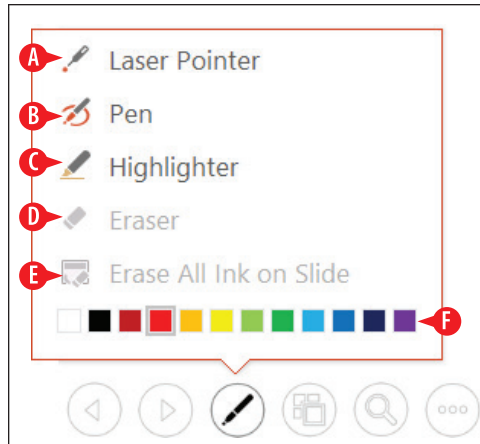 A Laser Pointer
B Pen
C Highlighter
D Eraser
E Erase All Ink on Slide
F